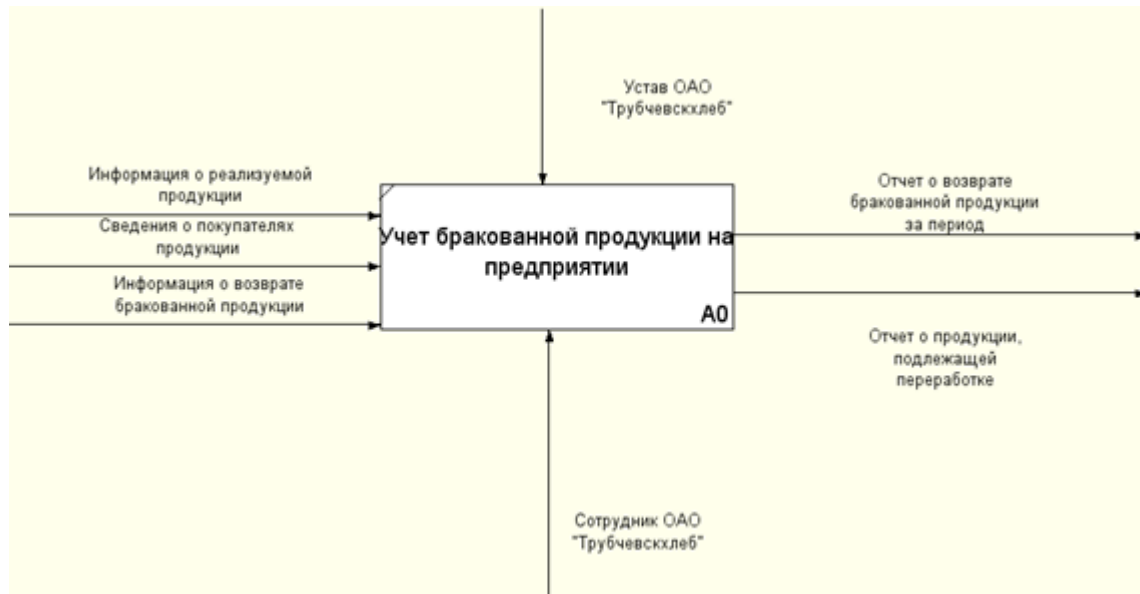 Устав ОАО
"Трубчевскхлеб"
Информация о реализуемой
продукции
Сведения о покупателях
продукции
Информация о возврате
бракованной продукции
Учет бракованной продукции на
предприятии
A0
Отчет о возврате
бракованной продукции
за период
Отчет о продукции,
подлежащей
переработке
Сотрудник ОАО
"Трубчевскхлеб"